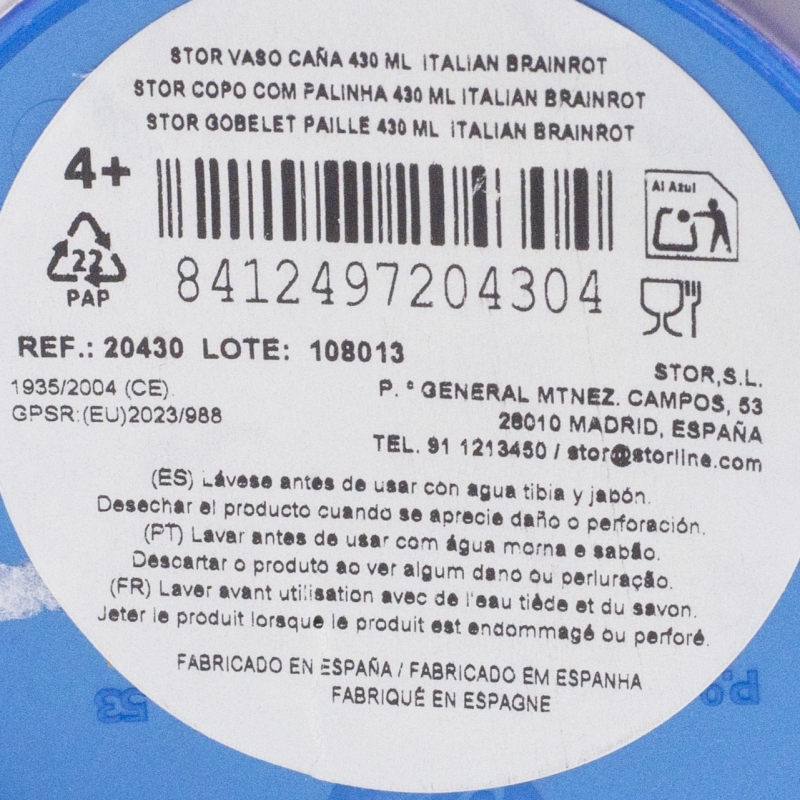 STOR VASO CAÑA 430 ML ITALIAN BRAINROT
STOR COPO COM PALINHA 430 ML ITALIAN BRAINROT
STOR GOBELET PAILLE 430 ML ITALIAN BRAINROT
4+
Al Azul
22
PAP
8412497204304
REF.: 20430 LOTE: 108013
1935/2004 (CE)
GPSR:(EU)2023/988
STOR,S.L.
P. º GENERAL MTNEZ. CAMPOS, 53
28010 MADRID, ESPAÑA
TEL. 91 1213450 / stor@storline.com
(ES) Lávese antes de usar con agua tibia y jabón.
Desechar el producto cuando se aprecie daño o perforación.
(PT) Lavar antes de usar com água morna e sabão.
Descartar o produto ao ver algum dano ou perfuração.
(FR) Laver avant utilisation avec de l'eau tiède et du savon.
Jeter le produit lorsque le produit est endommagé ou perforé.
FABRICADO EN ESPAÑA / FABRICADO EM ESPANHA
FABRIQUÉ EN ESPAGNE
53
P.º